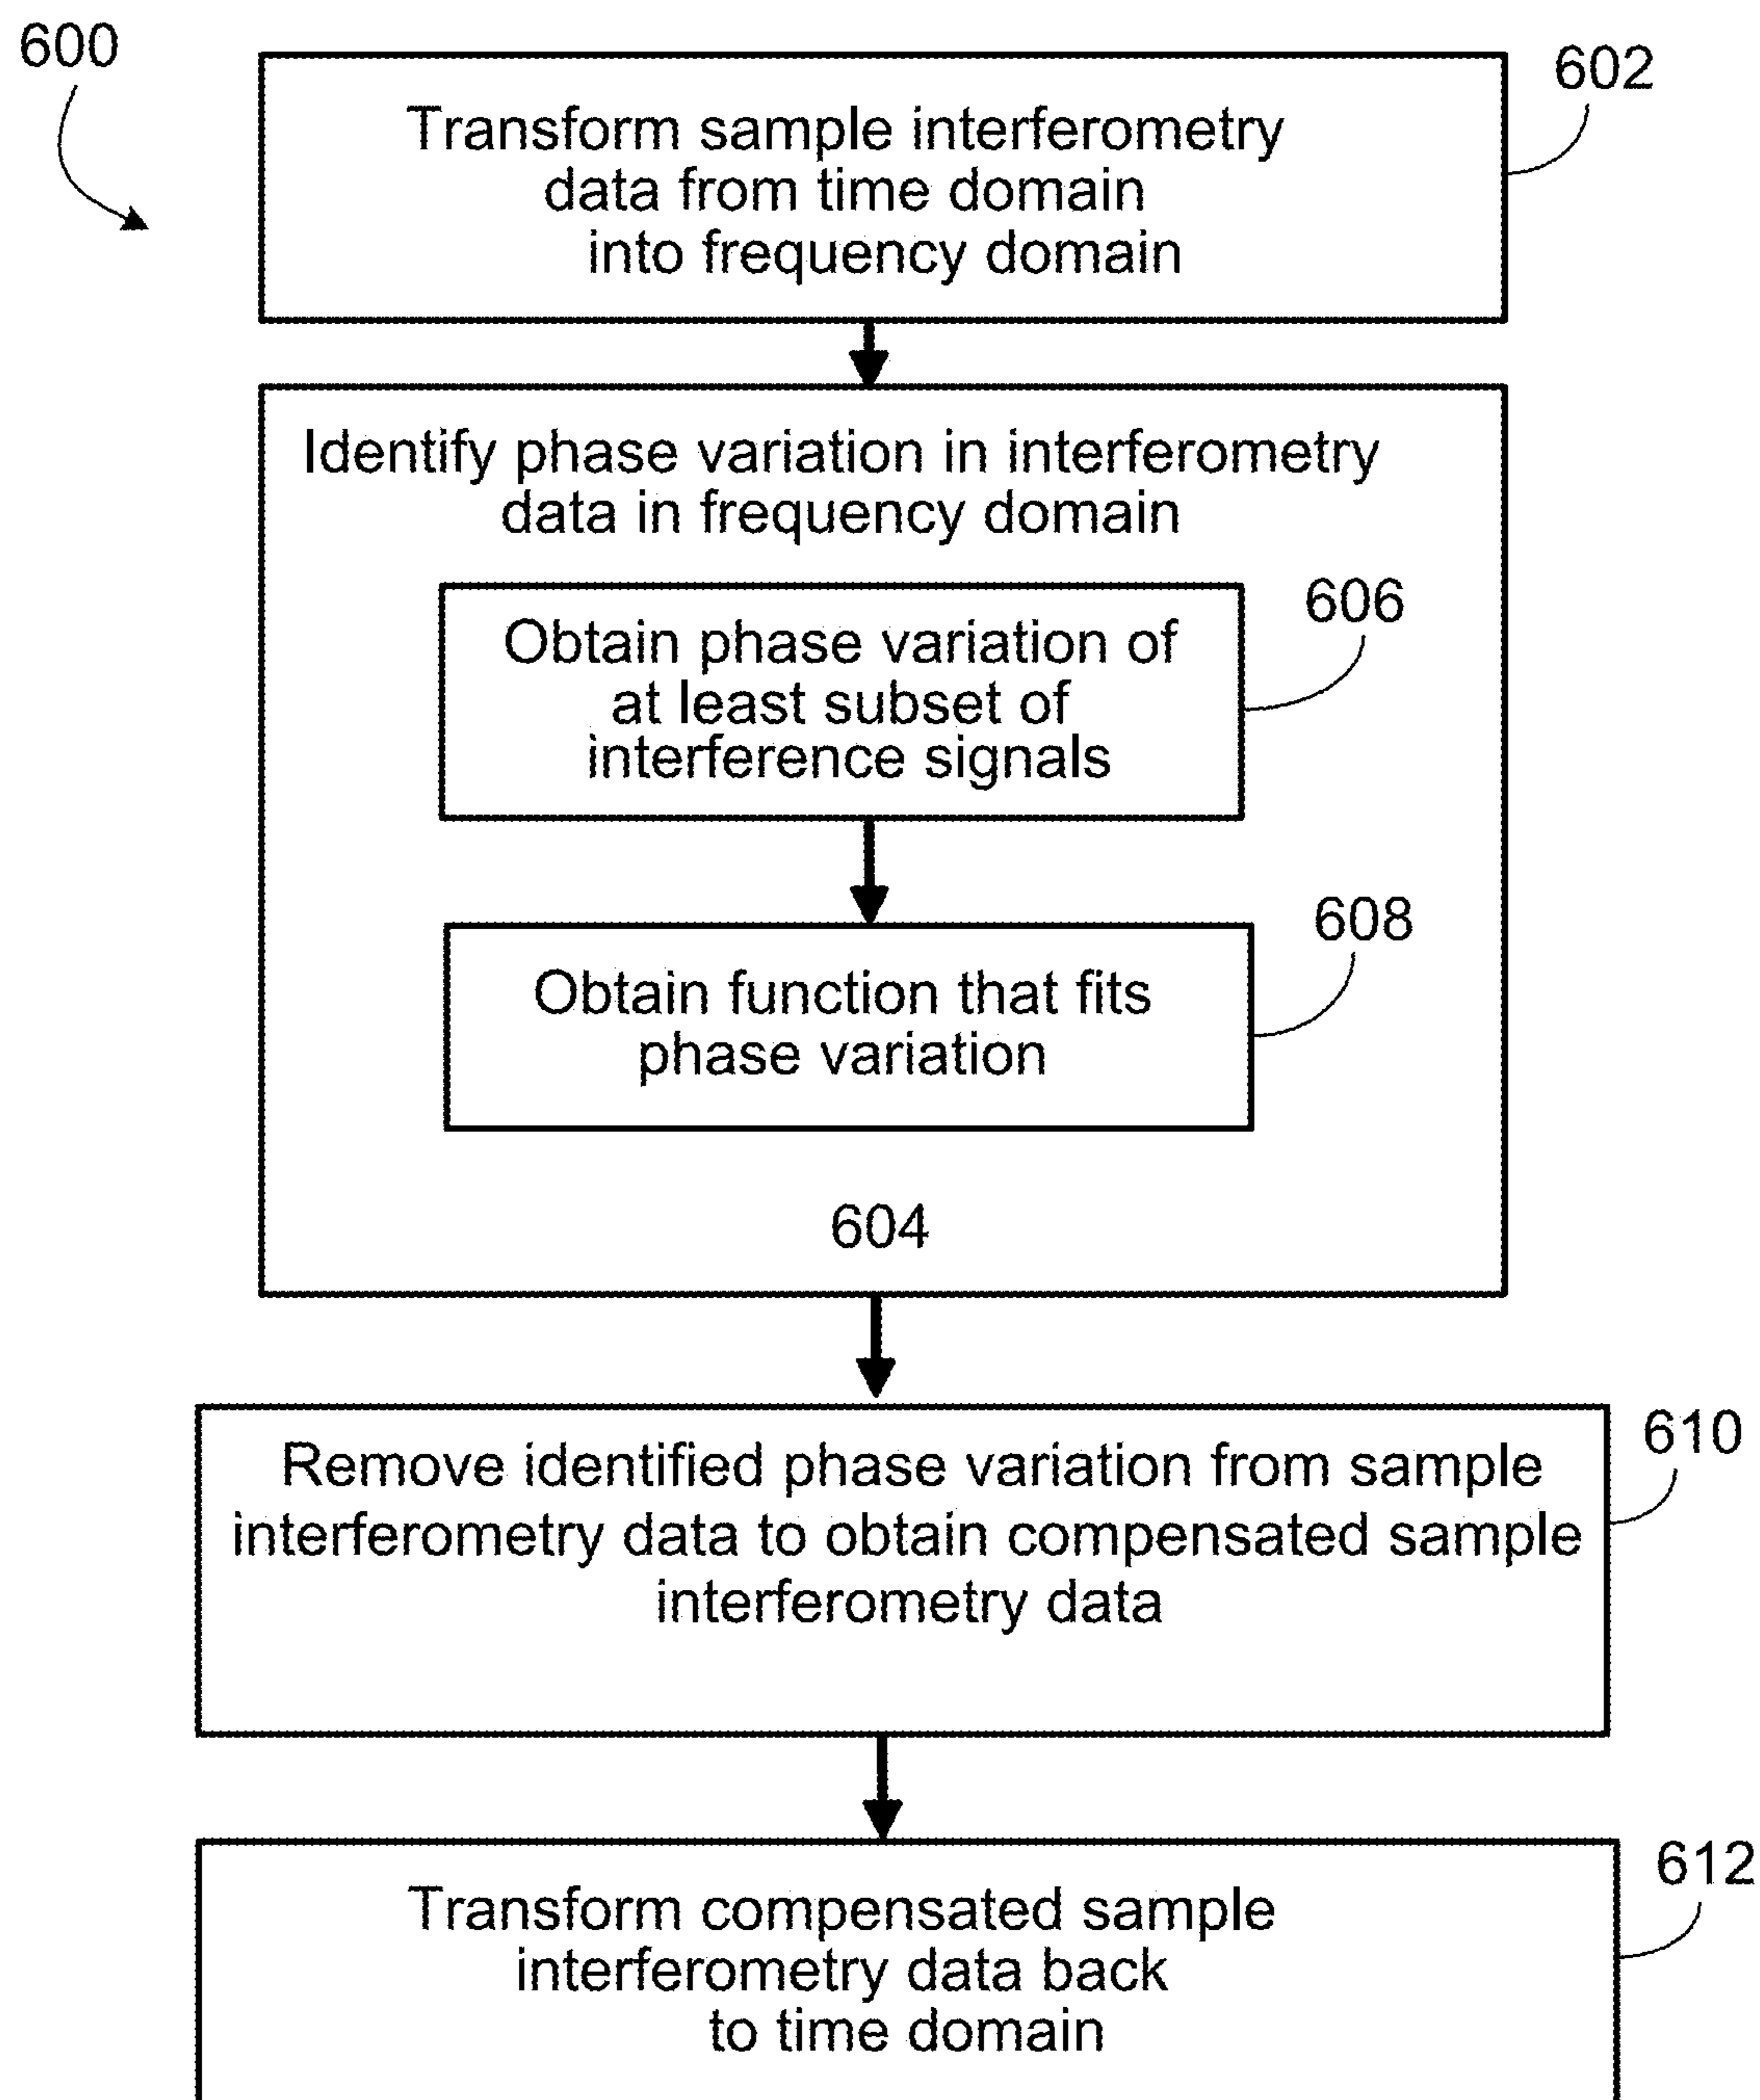 600
602
Transform sample interferometry
data from time domain
into frequency domain
Identify phase variation in interferometry
data in frequency domain
606
Obtain phase variation of
at least subset of
interference signals
608
Obtain function that fits
phase variation
604
610
Remove identified phase variation from sample
interferometry data to obtain compensated sample
interferometry data
612
Transform compensated sample
interferometry data back
to time domain